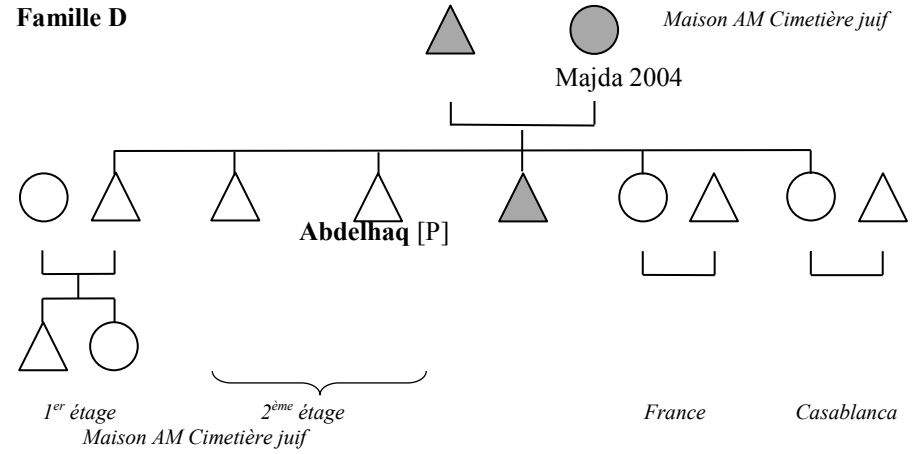 Famille D
Maison AM Cimetière juif
Majda 2004
Abdelhaq [P]
1er étage
2ème étage
France
Casablanca
Maison AM Cimetière juif